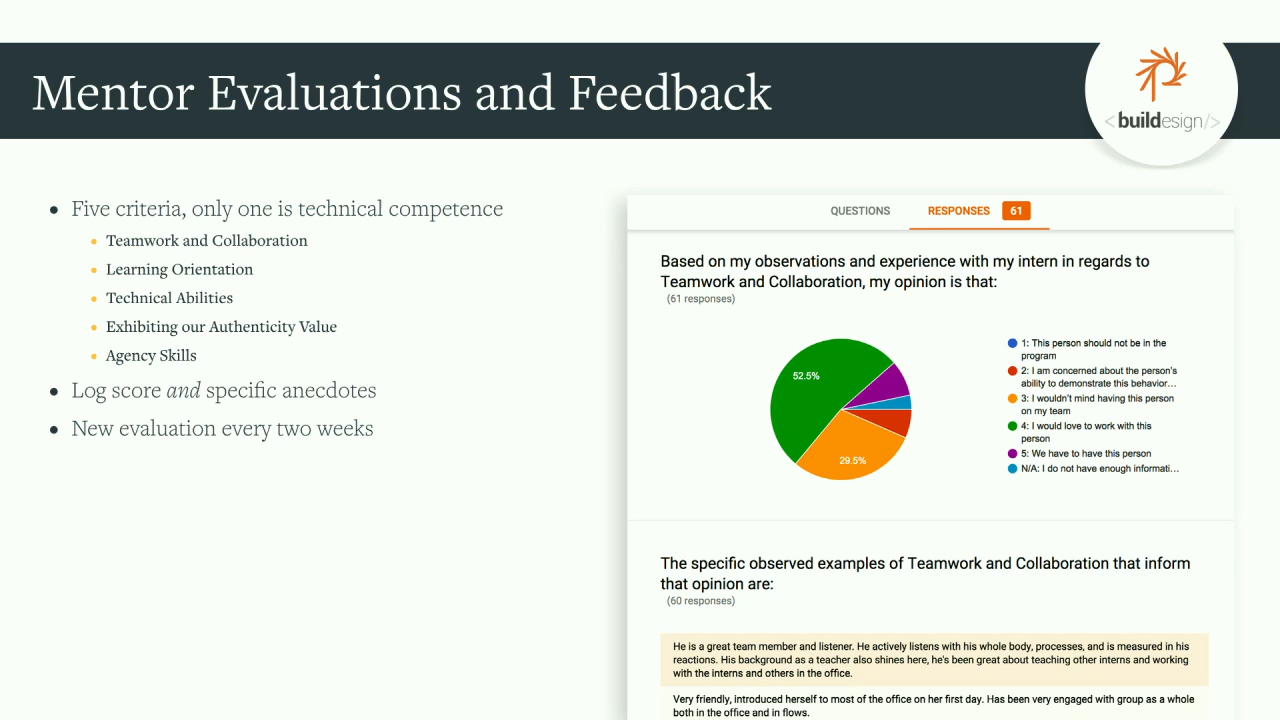 Mentor Evaluations and Feedback
<buildesign/>
Five criteria, only one is technical competence
Teamwork and Collaboration
Learning Orientation
Technical Abilities
Exhibiting our Authenticity Value
Agency Skills
Log score and specific anecdotes
New evaluation every two weeks
QUESTIONS RESPONSES 61
Based on my observations and experience with my intern in regards to
Teamwork and Collaboration, my opinion is that:
(61 responses)
52.5%
29.5%
1: This person should not be in the
program
2: I am concerned about the person's
ability to demonstrate this behavior...
3: I wouldn't mind having this person
on my team
4: I would love to work with this
person
5: We have to have this person
N/A: I do not have enough informati...
The specific observed examples of Teamwork and Collaboration that inform
that opinion are:
(60 responses)
He is a great team member and listener. He actively listens with his whole body, processes, and is measured in his
reactions. His background as a teacher also shines here, he's been great about teaching other interns and working
with the interns and others in the office.
Very friendly, introduced herself to most of the office on her first day. Has been very engaged with group as a whole
both in the office and in flows.